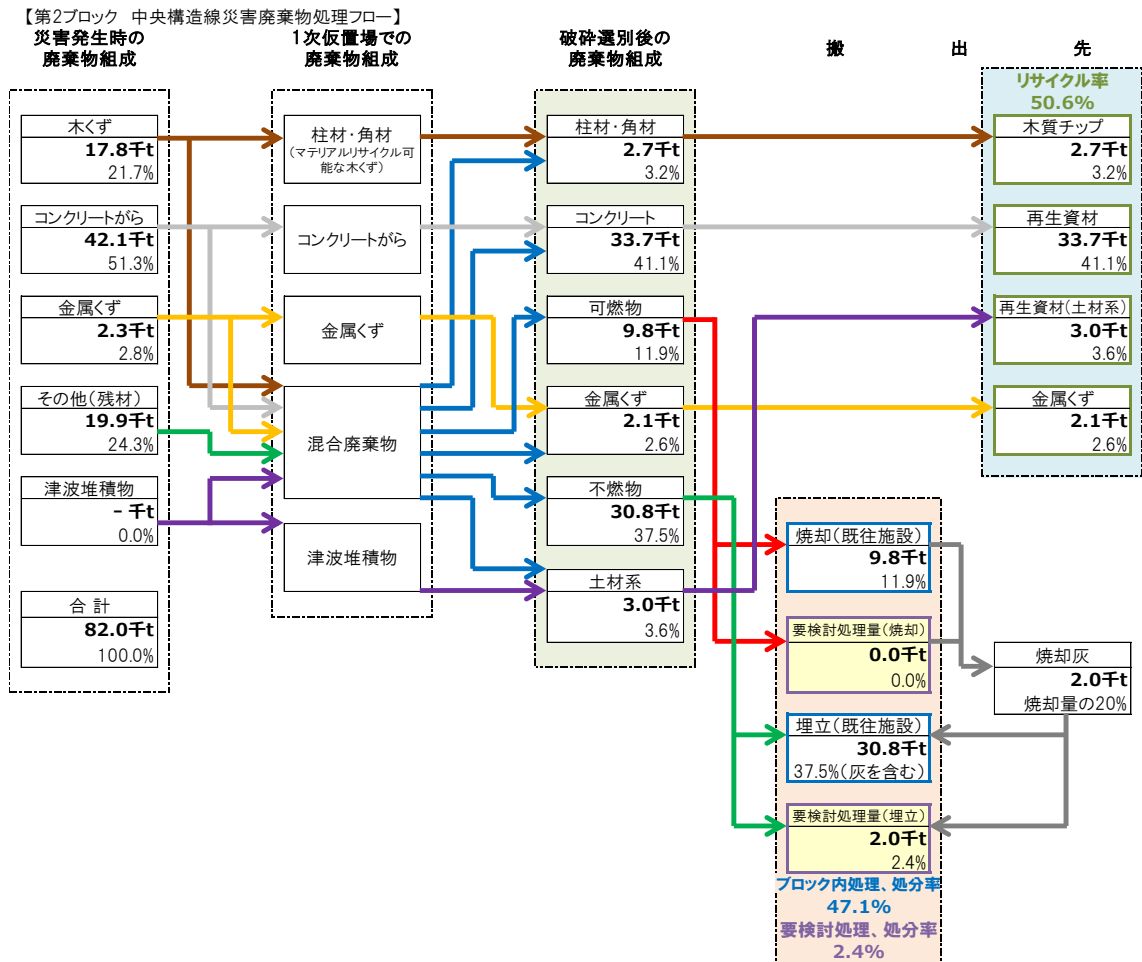 【第2ブロック 中央構造線災害廃棄物処理フロー】
災害発生時の
廃棄物組成
1次仮置場での
廃棄物組成
破砕選別後の
廃棄物組成
搬 出 先
木くず
17.8千t
21.7%
コンクリートがら
42.1千t
51.3%
金属くず
2.3千t
2.8%
その他(残材)
19.9千t
24.3%
津波堆積物
- 千t
0.0%
合 計
82.0千t
100.0%
柱材・角材
(マテリアルリサイクル可
能な木くず)
コンクリートがら
金属くず
混合廃棄物
津波堆積物
柱材・角材
2.7千t
3.2%
コンクリート
33.7千t
41.1%
可燃物
9.8千t
11.9%
金属くず
2.1千t
2.6%
不燃物
30.8千t
37.5%
土材系
3.0千t
3.6%
リサイクル率
50.6%
木質チップ
2.7千t
3.2%
再生資材
33.7千t
41.1%
再生資材(土材系)
3.0千t
3.6%
金属くず
2.1千t
2.6%
焼却(既往施設)
9.8千t
11.9%
要検討処理量(焼却)
0.0千t
0.0%
埋立(既往施設)
30.8千t
37.5%(灰を含む)
要検討処理量(埋立)
2.0千t
2.4%
ブロック内処理、処分率
47.1%
要検討処理、処分率
2.4%
焼却灰
2.0千t
焼却量の20%